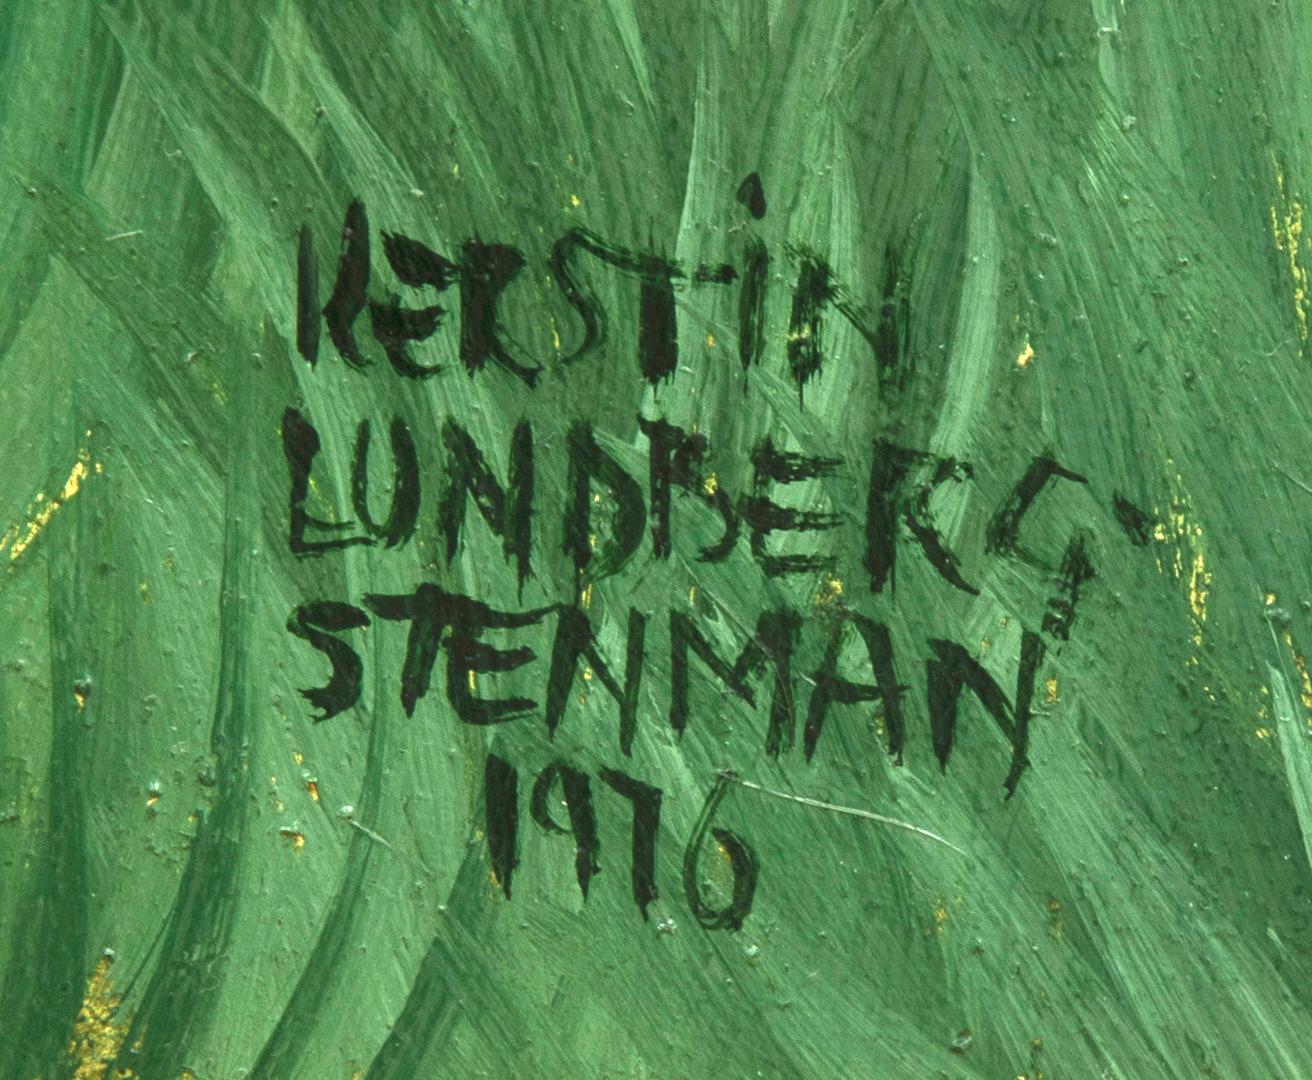 KERSTiN
LUNDBERG-
STENMAN
1976